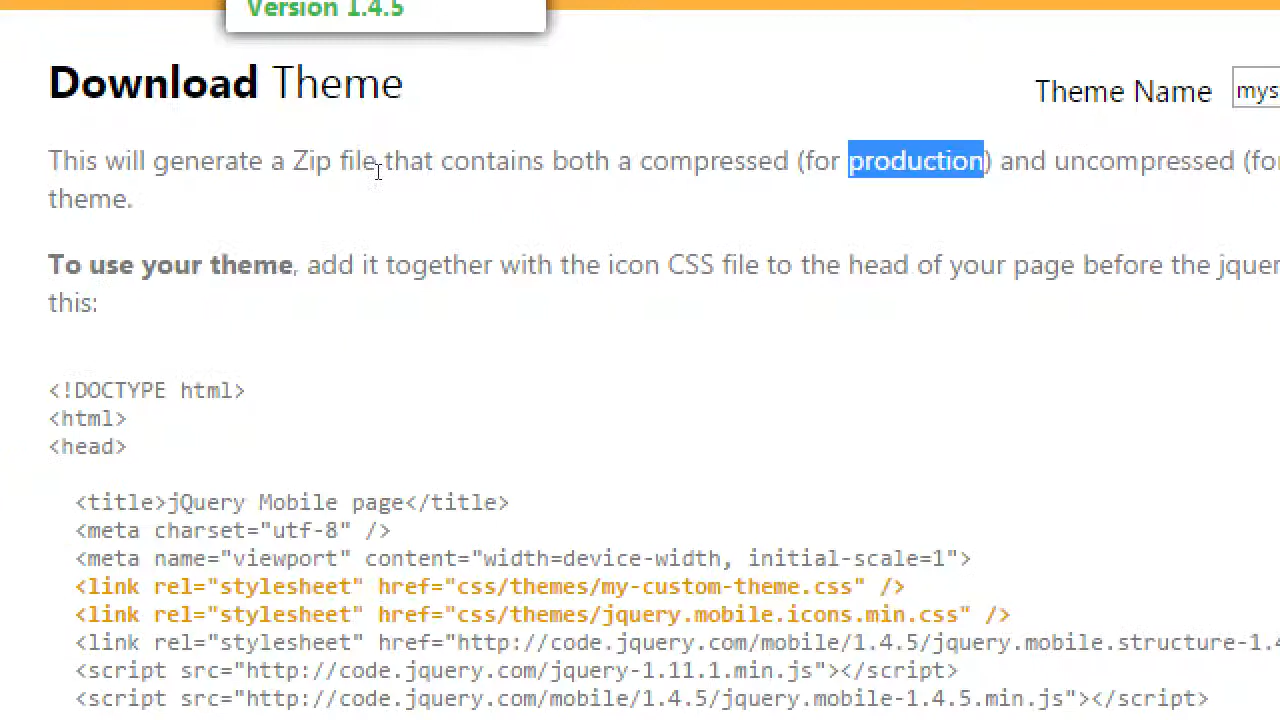 Version 1.4.5
Download Theme
Theme Name mys
This will generate a Zip file that contains both a compressed (for production) and uncompressed (for
theme.
To use your theme, add it together with the icon CSS file to the head of your page before the jquer
this:
<!DOCTYPE html>
<html>
<head>
<title>jQuery Mobile page</title>
<meta charset="utf-8" />
<meta name="viewport" content="width=device-width, initial-scale=1">
<link rel="stylesheet" href="css/themes/my-custom-theme.css" />
<link rel="stylesheet" href="css/themes/jquery.mobile.icons.min.css" />
<link rel="stylesheet" href="http://code.jquery.com/mobile/1.4.5/jquery.mobile.structure-1.4
<script src="http://code.jquery.com/jquery-1.11.1.min.js"></script>
<script src="http://code.jquery.com/mobile/1.4.5/jquery.mobile-1.4.5.min.js"></script>